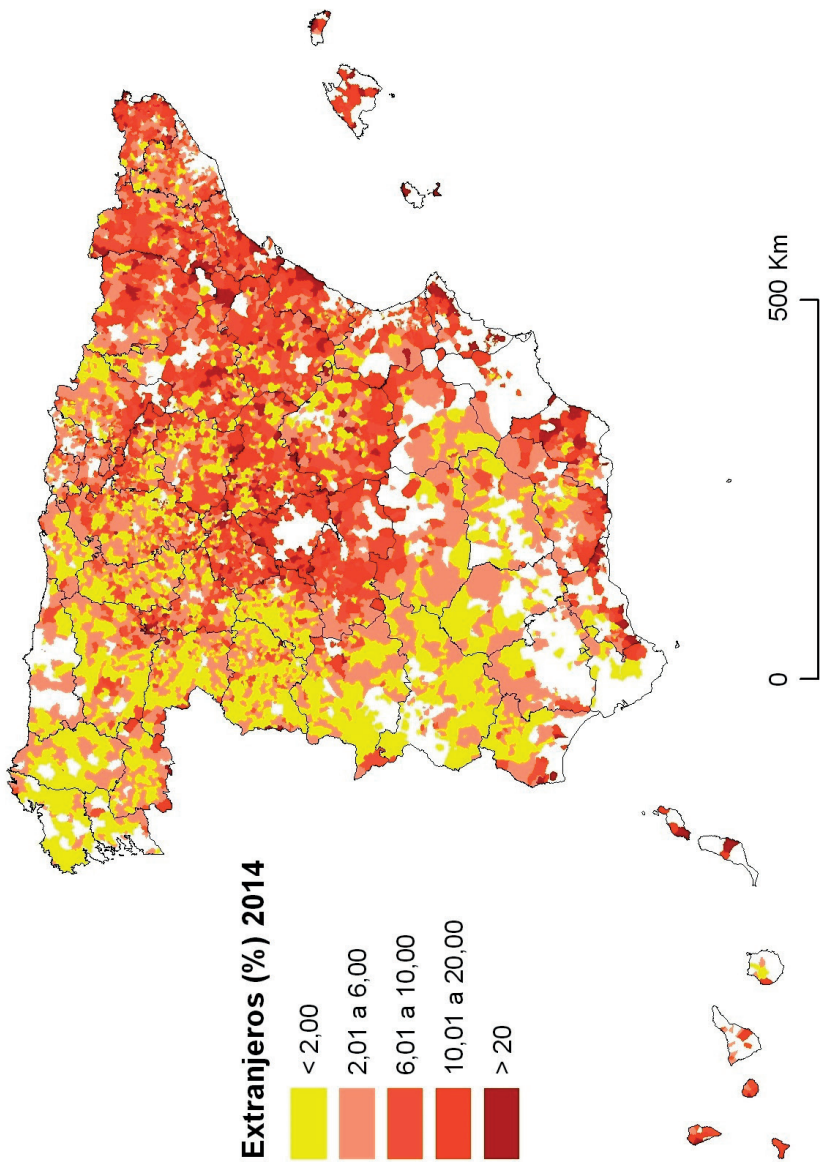 Extranjeros (%) 2014
< 2,00
2,01 a 6,00
6,01 a 10,00
10,01 a 20,00
> 20
0
500 Km